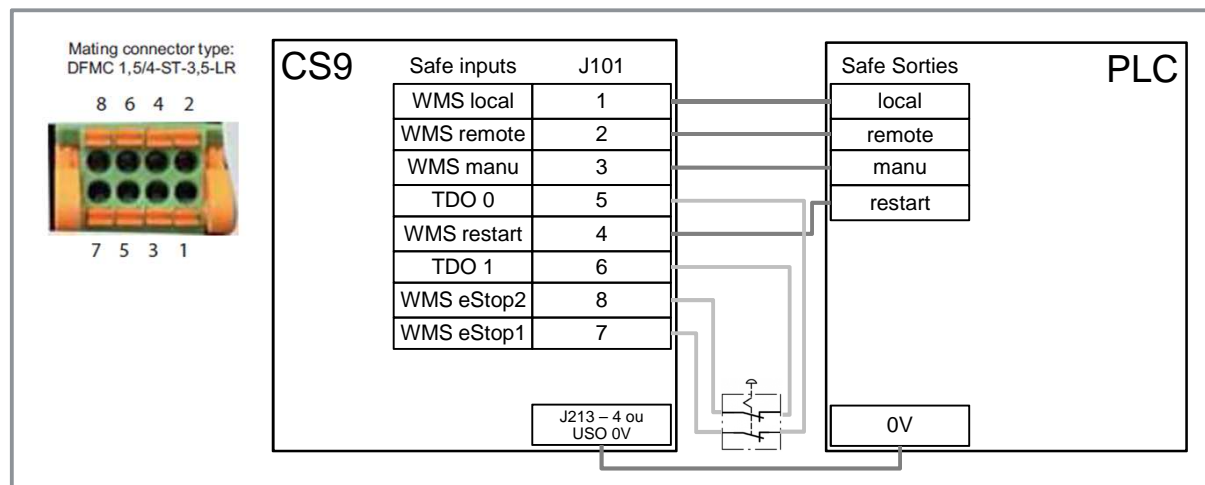 Mating connector type:
DFMC 1,5/4-ST-3,5-LR
8 6 4 2
7 5 3 1
CS9
Safe inputs J101
WMS local 1
WMS remote 2
WMS manu 3
TDO 0 5
WMS restart 4
TDO 1 6
WMS eStop2 8
WMS eStop1 7
J213 – 4 ou
USO 0V
PLC
Safe Sorties
local
remote
manu
restart
0V